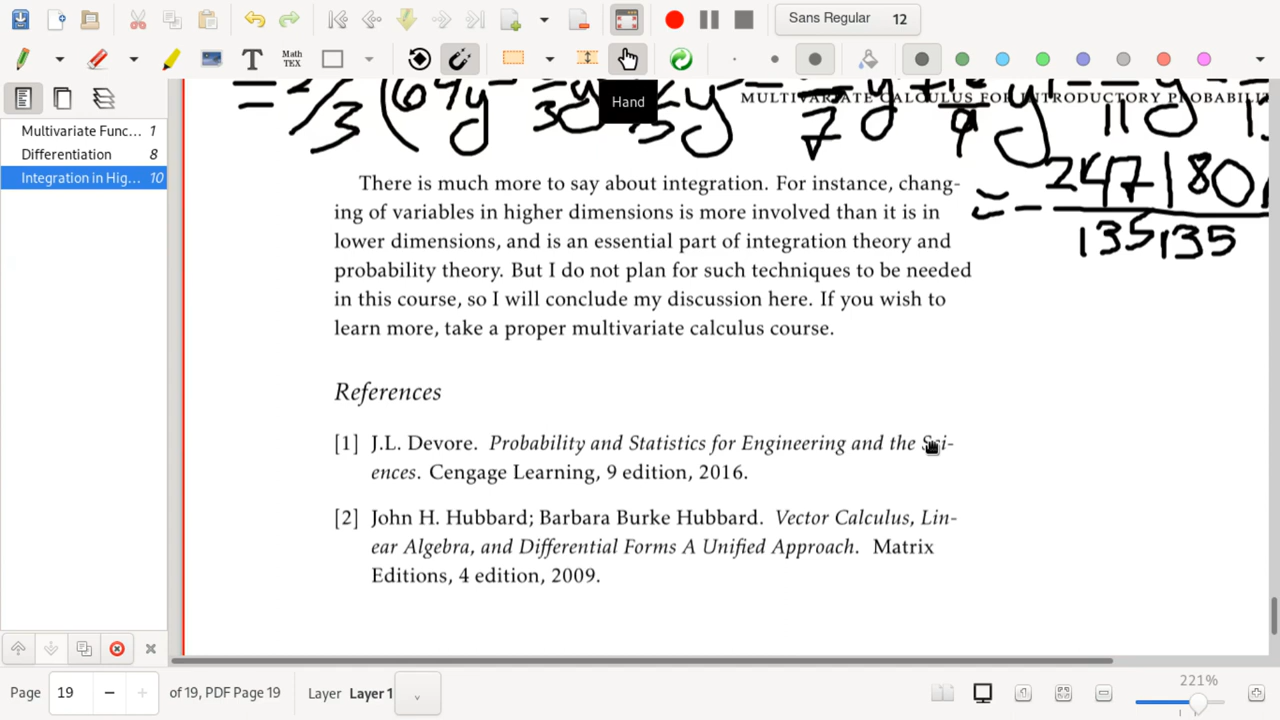 Sans Regular 12
T Math TEX
Hand
MULTIVARIATE CALCULUS FOR INTRODUCTORY PROBABILI
Multivariate Func... 1
Differentiation 8
Integration in Hig... 10
≈ - 247180
135,135
There is much more to say about integration. For instance, chang-
ing of variables in higher dimensions is more involved than it is in
lower dimensions, and is an essential part of integration theory and
probability theory. But I do not plan for such techniques to be needed
in this course, so I will conclude my discussion here. If you wish to
learn more, take a proper multivariate calculus course.
References
[1] J.L. Devore. Probability and Statistics for Engineering and the Sci-
ences. Cengage Learning, 9 edition, 2016.
[2] John H. Hubbard; Barbara Burke Hubbard. Vector Calculus, Lin-
ear Algebra, and Differential Forms A Unified Approach. Matrix
Editions, 4 edition, 2009.
Page 19 of 19, PDF Page 19 Layer Layer 1 221%